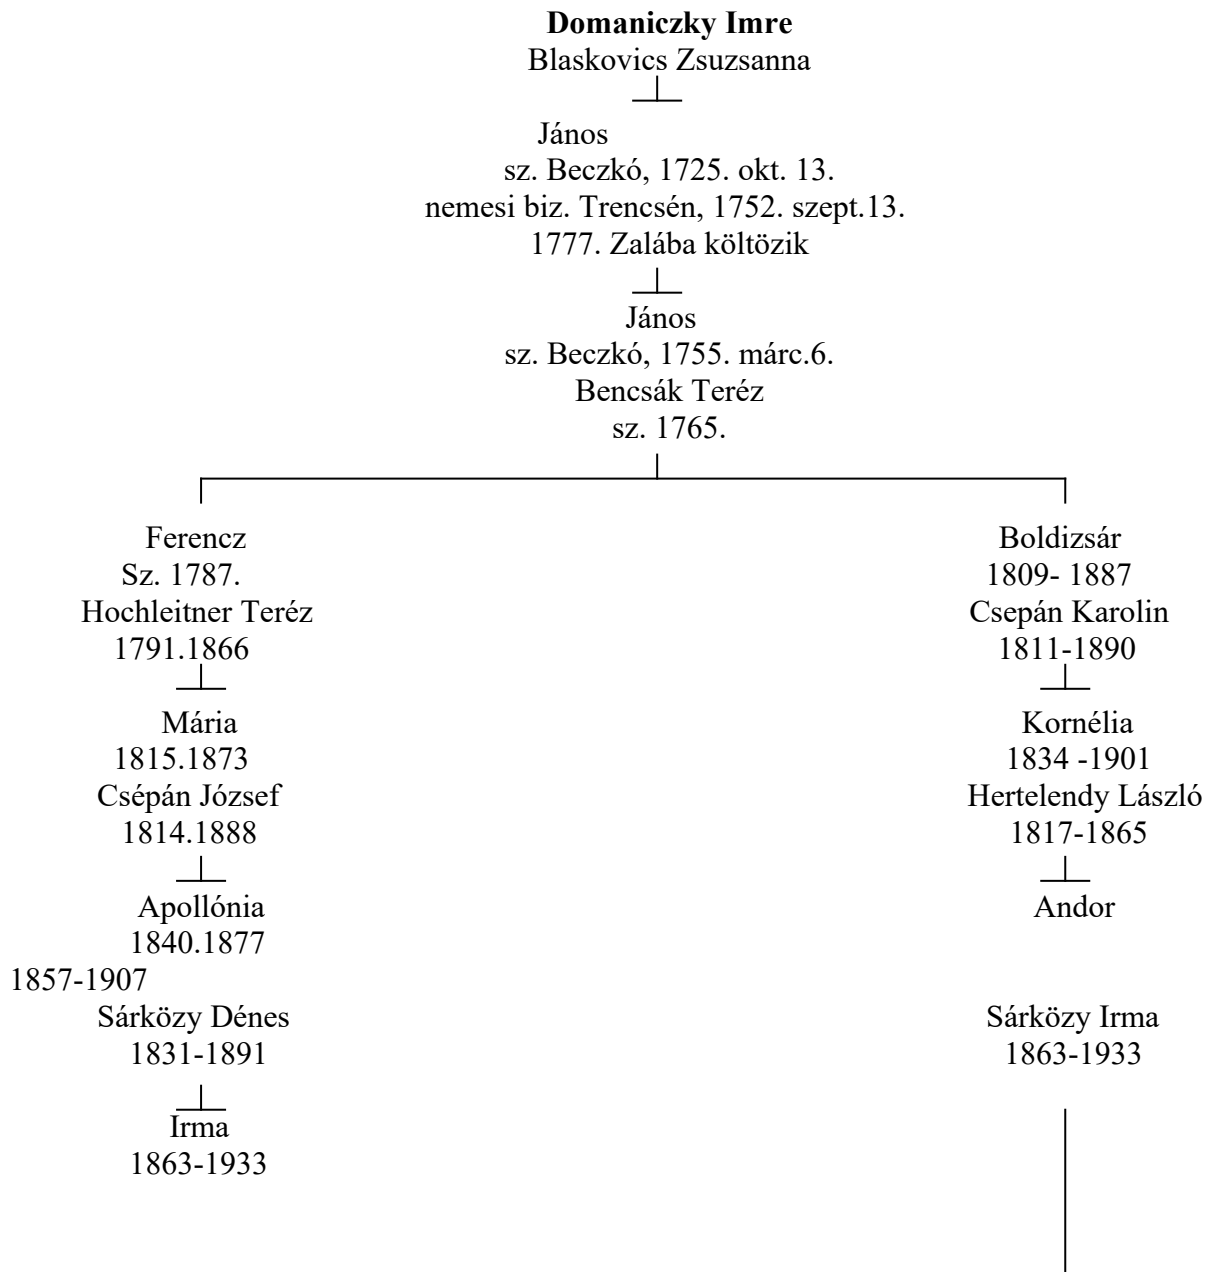 Domaniczky Imre
Blaskovics Zsuzsanna
János
sz. Beczkó, 1725. okt. 13.
nemesi biz. Trencsén, 1752. szept.13.
1777. Zalába költözik
János
sz. Beczkó, 1755. márc.6.
Bencsák Teréz
sz. 1765.
Ferencz
Sz. 1787.
Hochleitner Teréz
1791.1866
Mária
1815.1873
Csépán József
1814.1888
Apollónia
1840.1877
1857-1907
Sárközy Dénes
1831-1891
Irma
1863-1933
Boldizsár
1809- 1887
Csepán Karolin
1811-1890
Kornélia
1834 -1901
Hertelendy László
1817-1865
Andor
Sárközy Irma
1863-1933